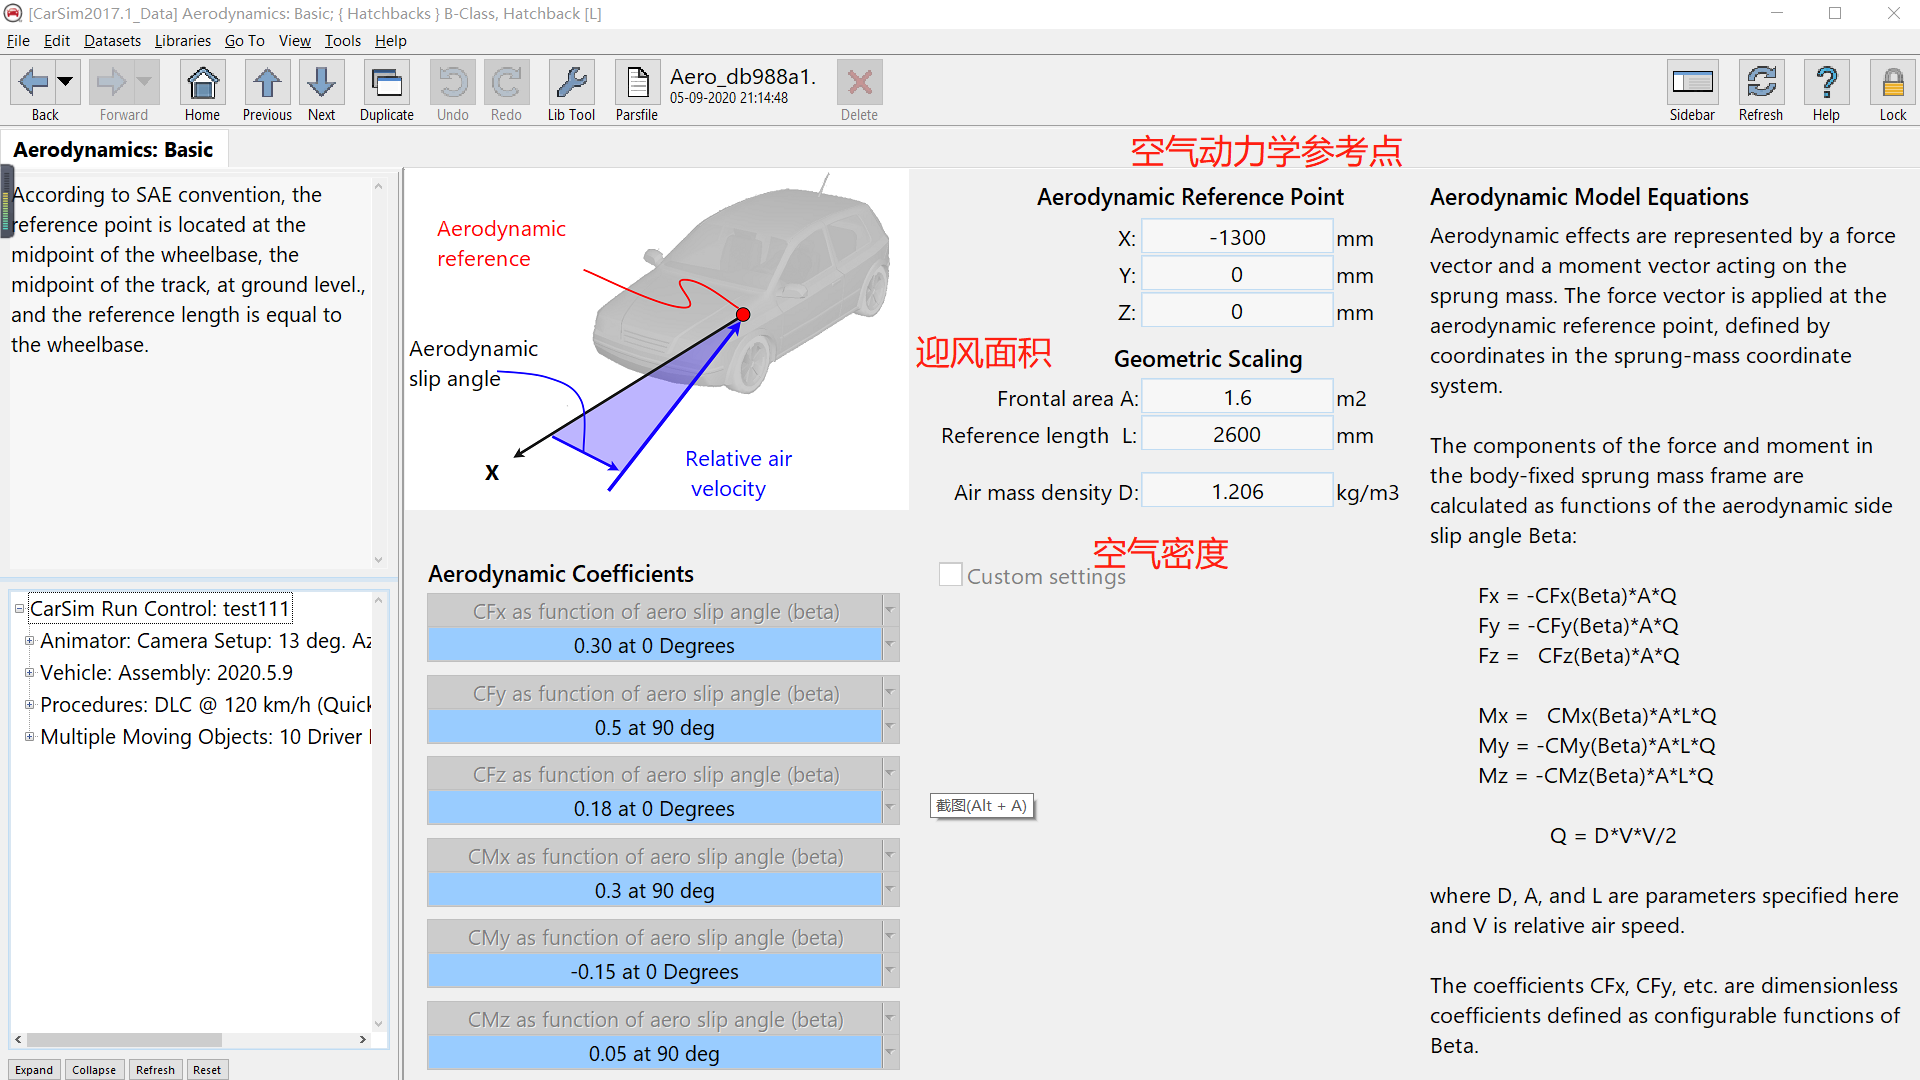 [CarSim2017.1_Data] Aerodynamics: Basic; { Hatchbacks } B-Class, Hatchback [L]
File Edit Datasets Libraries Go To View Tools Help
Back Forward Home Previous Next Duplicate Undo Redo Lib Tool Parsfile
Aero_db988a1.
05-09-2020 21:14:48
Delete Sidebar Refresh Help Lock
Aerodynamics: Basic
According to SAE convention, the
reference point is located at the
midpoint of the wheelbase, the
midpoint of the track, at ground level.,
and the reference length is equal to
the wheelbase.
CarSim Run Control: test111
Animator: Camera Setup: 13 deg. Az
Vehicle: Assembly: 2020.5.9
Procedures: DLC @ 120 km/h (Quick
Multiple Moving Objects: 10 Driver
Expand Collapse Refresh Reset
Aerodynamic
reference
Aerodynamic
slip angle
X
Relative air
velocity
Aerodynamic Coefficients
CFx as function of aero slip angle (beta)
0.30 at 0 Degrees
CFy as function of aero slip angle (beta)
0.5 at 90 deg
CFz as function of aero slip angle (beta)
0.18 at 0 Degrees
CMx as function of aero slip angle (beta)
0.3 at 90 deg
CMy as function of aero slip angle (beta)
-0.15 at 0 Degrees
CMz as function of aero slip angle (beta)
0.05 at 90 deg
空气动力学参考点
Aerodynamic Reference Point
X: -1300 mm
Y: 0 mm
Z: 0 mm
迎风面积
Geometric Scaling
Frontal area A: 1.6 m2
Reference length L: 2600 mm
Air mass density D: 1.206 kg/m3
空气密度
Custom settings
截图(Alt + A)
Aerodynamic Model Equations
Aerodynamic effects are represented by a force
vector and a moment vector acting on the
sprung mass. The force vector is applied at the
aerodynamic reference point, defined by
coordinates in the sprung-mass coordinate
system.
The components of the force and moment in
the body-fixed sprung mass frame are
calculated as functions of the aerodynamic side
slip angle Beta:
Fx = -CFx(Beta)*A*Q
Fy = -CFy(Beta)*A*Q
Fz = CFz(Beta)*A*Q
Mx = CMx(Beta)*A*L*Q
My = -CMy(Beta)*A*L*Q
Mz = -CMz(Beta)*A*L*Q
Q = D*V*V/2
where D, A, and L are parameters specified here
and V is relative air speed.
The coefficients CFx, CFy, etc. are dimensionless
coefficients defined as configurable functions of
Beta.